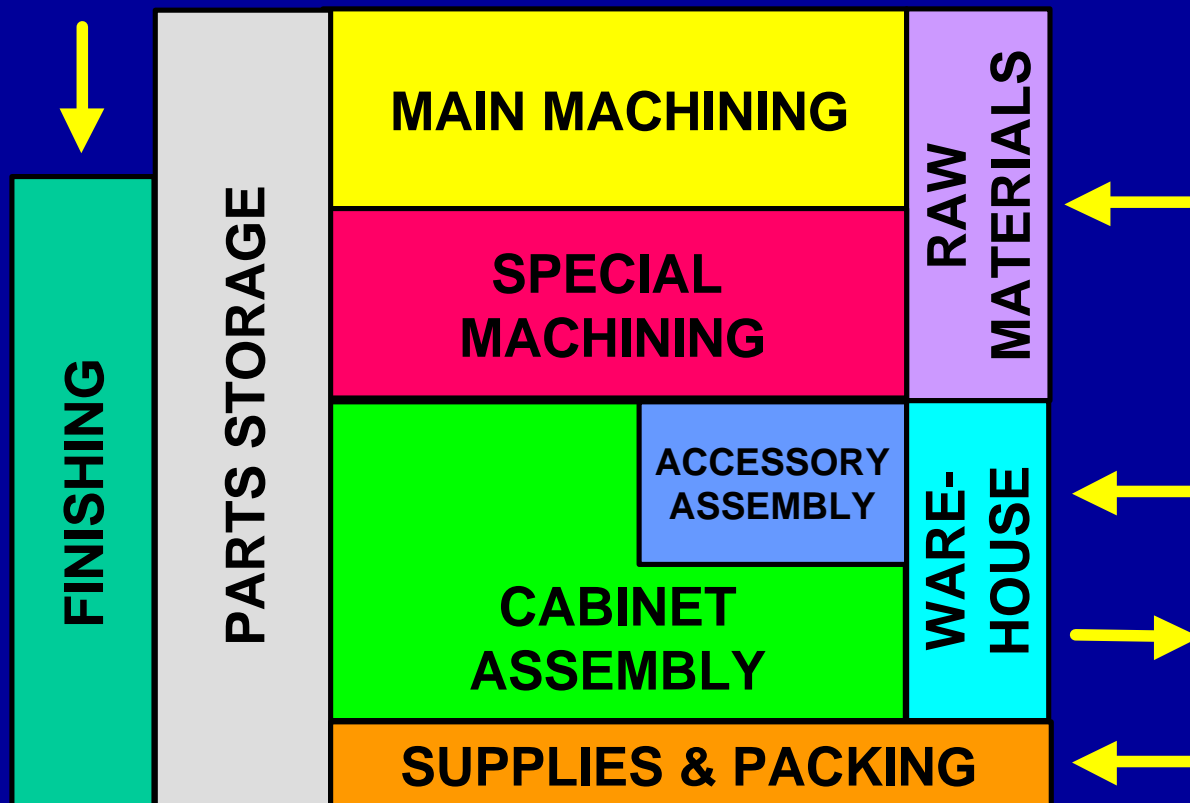 MAIN MACHINING
RAW
MATERIALS
SPECIAL
MACHINING
FINISHING
PARTS STORAGE
ACCESSORY
ASSEMBLY
WARE-
HOUSE
CABINET
ASSEMBLY
SUPPLIES & PACKING